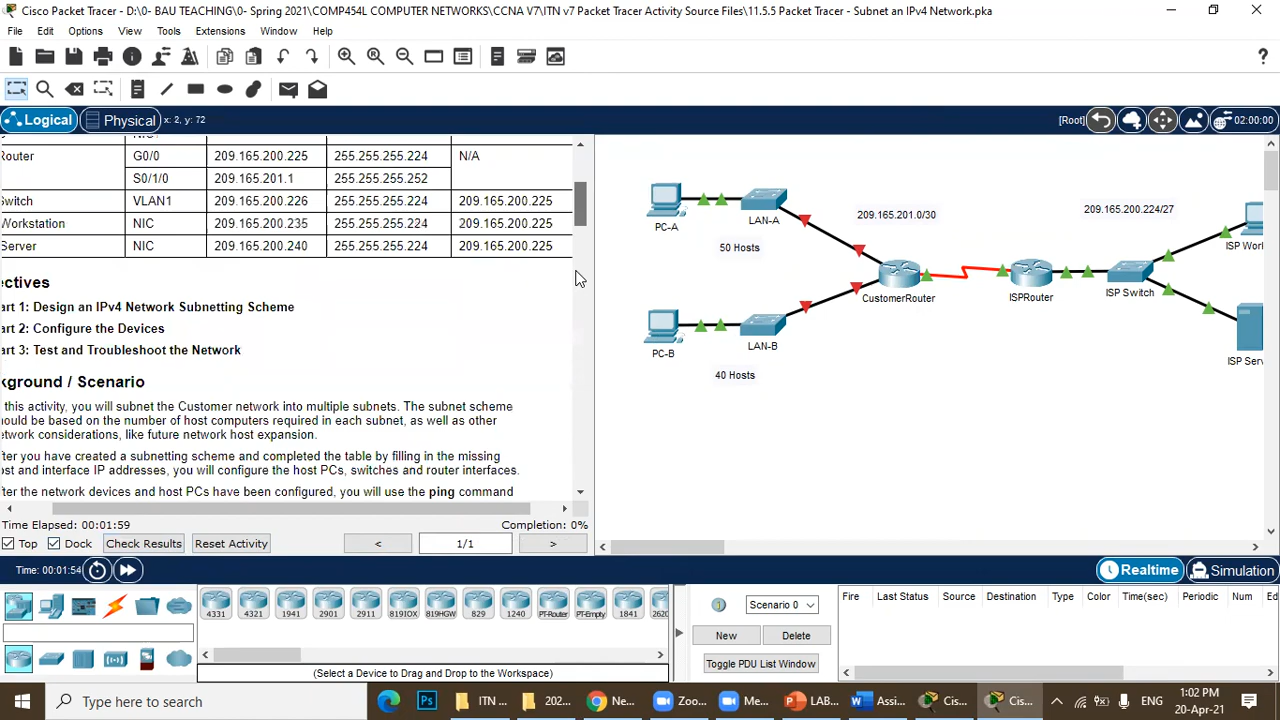 Cisco Packet Tracer - D:\0- BAU TEACHING\0- Spring 2021\COMP454L COMPUTER NETWORKS\CCNA V7\ITN v7 Packet Tracer Activity Source Files\11.5.5 Packet Tracer - Subnet an IPv4 Network.pka
File Edit Options View Tools Extensions Window Help
Logical Physical x: 2, y: 72 [Root] 02:00:00
Router G0/0 209.165.200.225 255.255.255.224 N/A
S0/1/0 209.165.201.1 255.255.255.252
Switch VLAN1 209.165.200.226 255.255.255.224 209.165.200.225
Workstation NIC 209.165.200.235 255.255.255.224 209.165.200.225
Server NIC 209.165.200.240 255.255.255.224 209.165.200.225
ectives
art 1: Design an IPv4 Network Subnetting Scheme
art 2: Configure the Devices
art 3: Test and Troubleshoot the Network
kground / Scenario
this activity, you will subnet the Customer network into multiple subnets. The subnet scheme
ould be based on the number of host computers required in each subnet, as well as other
etwork considerations, like future network host expansion.
fter you have created a subnetting scheme and completed the table by filling in the missing
ost and interface IP addresses, you will configure the host PCs, switches and router interfaces.
fter the network devices and host PCs have been configured, you will use the ping command
Time Elapsed: 00:01:59 Completion: 0%
Top Dock Check Results Reset Activity < 1/1 >
PC-A
LAN-A
50 Hosts
209.165.201.0/30
209.165.200.224/27
ISP Wor
CustomerRouter
ISPRouter
ISP Switch
PC-B
LAN-B
ISP Serv
40 Hosts
Time: 00:01:54 Realtime Simulation
4331 4321 1941 2901 2911 819IOX 819HGW 829 1240 PT-Router PT-Empty 1841 2620
(Select a Device to Drag and Drop to the Workspace)
Scenario 0
New Delete
Toggle PDU List Window
Fire Last Status Source Destination Type Color Time(sec) Periodic Num Ed
Type here to search
ITN ... 202... Ne... Zoo... Me... LAB... Assi... Cis... Cis...
ENG
1:02 PM
20-Apr-21